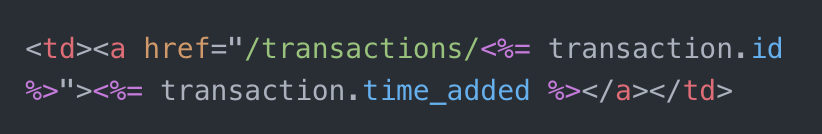 <td><a href="/transactions/<%= transaction.id
%>"><%= transaction.time_added %></a></td>